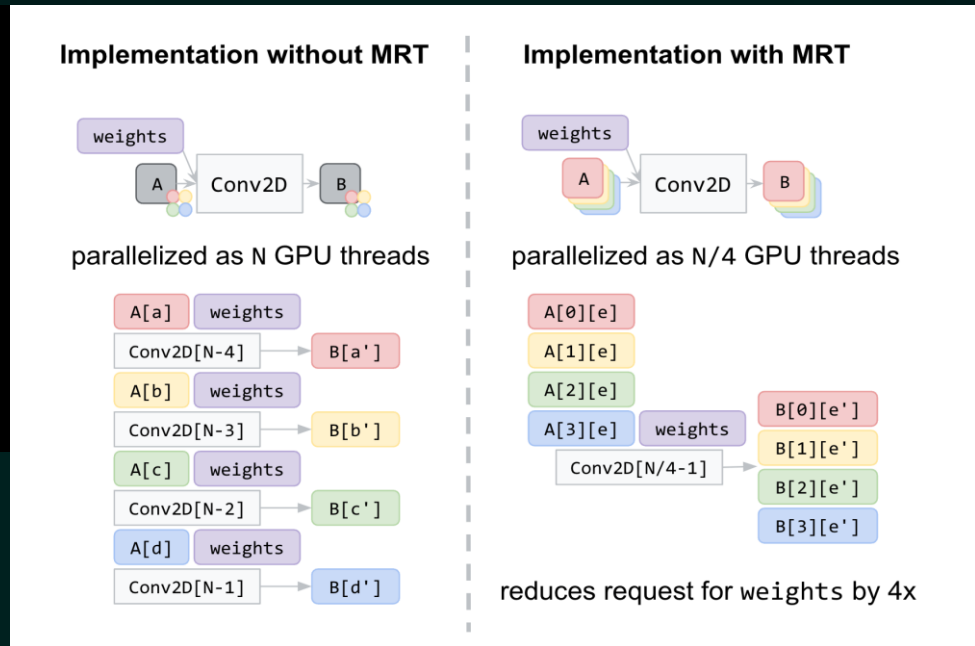 Implementation without MRT
weights
A
Conv2D
B
parallelized as N GPU threads
A[a] weights
Conv2D[N-4] B[a']
A[b] weights
Conv2D[N-3] B[b']
A[c] weights
Conv2D[N-2] B[c']
A[d] weights
Conv2D[N-1] B[d']
Implementation with MRT
weights
A
Conv2D
B
parallelized as N/4 GPU threads
A[0][e]
A[1][e]
A[2][e]
A[3][e] weights
Conv2D[N/4-1]
B[0][e']
B[1][e']
B[2][e']
B[3][e']
reduces request for weights by 4x